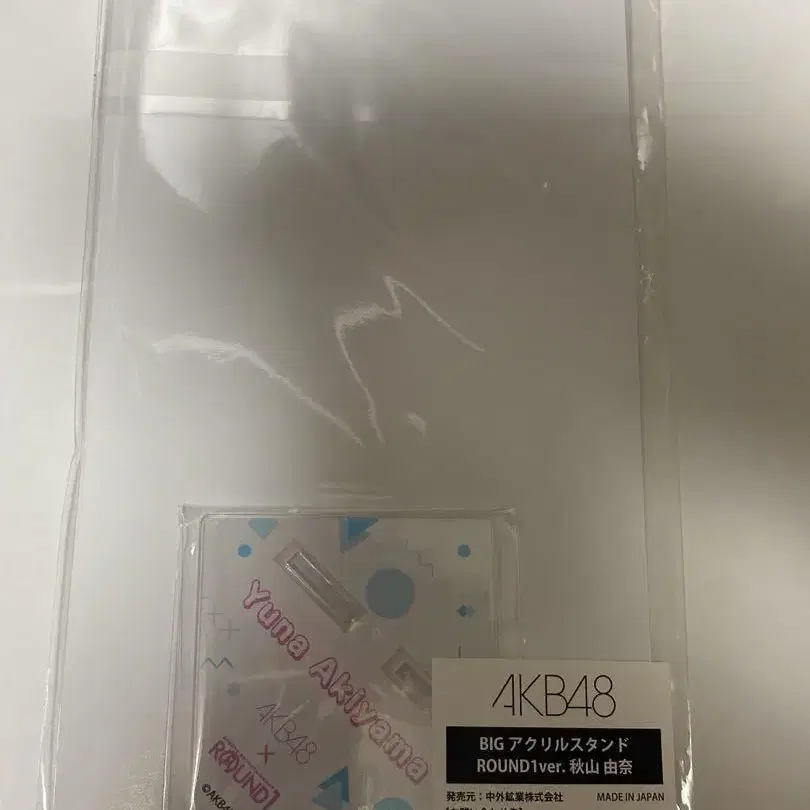 Yuna Akiyama
AKB48
×
ROUND1
©AKB4
AKB48
BIG アクリルスタンド
ROUND1ver. 秋山 由奈
発売元：中外鉱業株式会社
MADE IN JAPAN